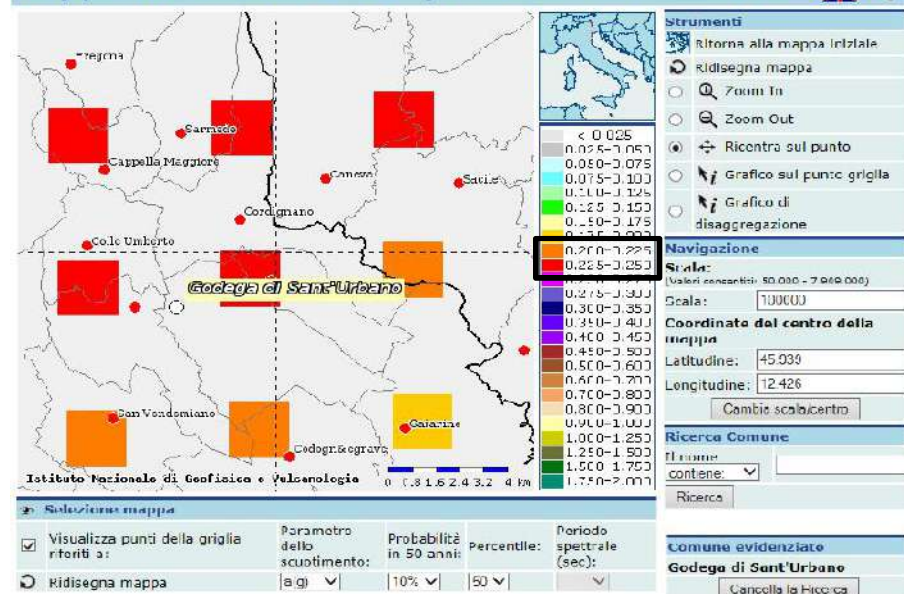 Fregona
Sarmede
Cappella Maggiore
Caneva
Sacile
Cordignano
Colle Umberto
Godega di Sant'Urbano
San Vendemiano
Gaiarine
Istituto Nazionale di Geofisica e Vulcanologia
0 0.8 1.6 2.4 3.2 4 km
< 0.025
0.025-0.050
0.050-0.075
0.075-0.100
0.100-0.125
0.125-0.150
0.150-0.175
0.200-0.225
0.225-0.250
0.275-0.300
0.300-0.350
0.350-0.400
0.400-0.450
0.450-0.500
0.500-0.600
0.600-0.700
0.700-0.800
0.800-0.900
0.900-1.000
1.000-1.250
1.250-1.500
1.500-1.750
1.750-2.000
Strumenti
Ritorna alla mappa iniziale
Ridisegna mappa
Zoom In
Zoom Out
Ricentra sul punto
Grafico sul punto griglia
Grafico di
disaggregazione
Navigazione
Scala:
(Valori consentiti: 50.000 - 7.969.000)
Scala: 100000
Coordinate del centro della
mappa
Latitudine: 45.939
Longitudine: 12.426
Cambia scala/centro
Ricerca Comune
Il nome
contiene:
Ricerca
Comune evidenziato
Godega di Sant'Urbano
Cancella la Ricerca
Selezione mappa
Visualizza punti della griglia
riferiti a:
Parametro
dello
scuotimento:
Probabilità
in 50 anni:
Percentile:
Periodo
spettrale
(sec):
Ridisegna mappa
a(g) 10% 50